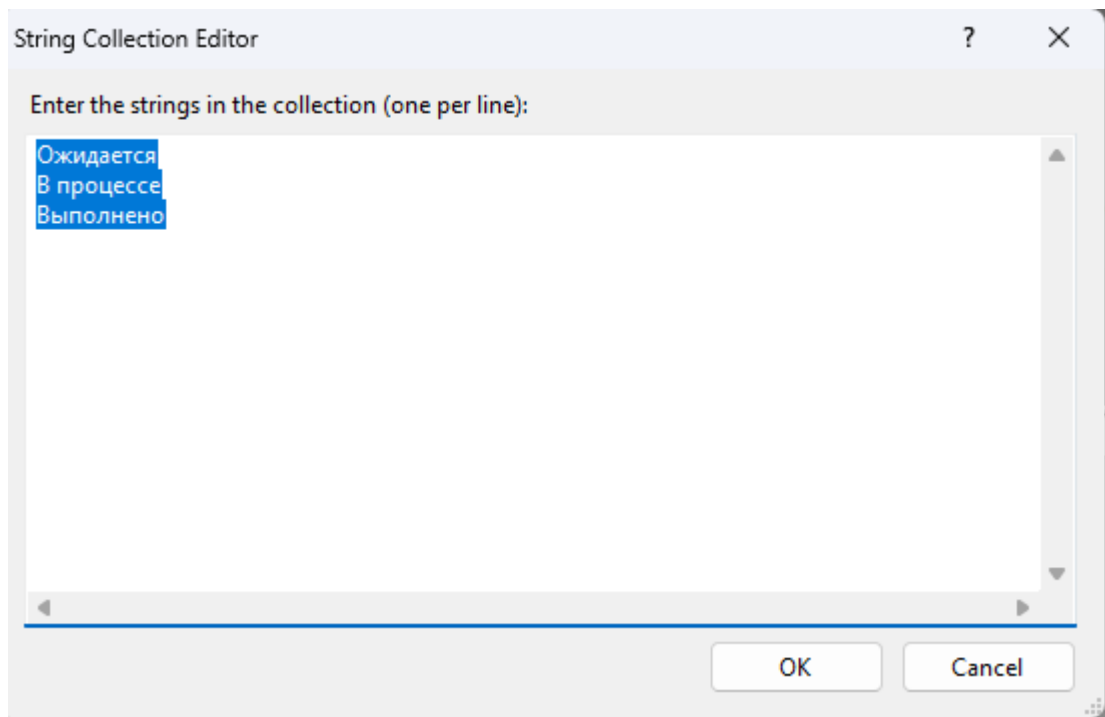 String Collection Editor ?
Enter the strings in the collection (one per line):
Ожидается
В процессе
Выполнено
OK Cancel